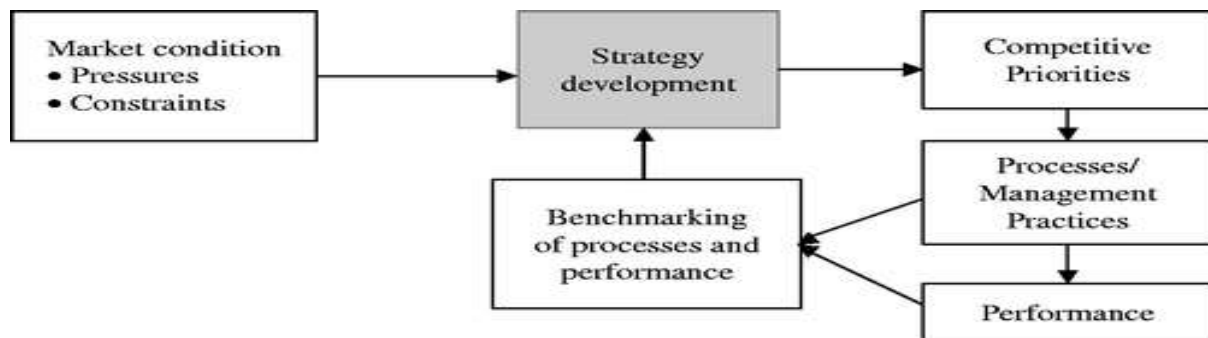 Market condition
• Pressures
• Constraints
Strategy
development
Competitive
Priorities
Processes/
Management
Practices
Benchmarking
of processes and
performance
Performance